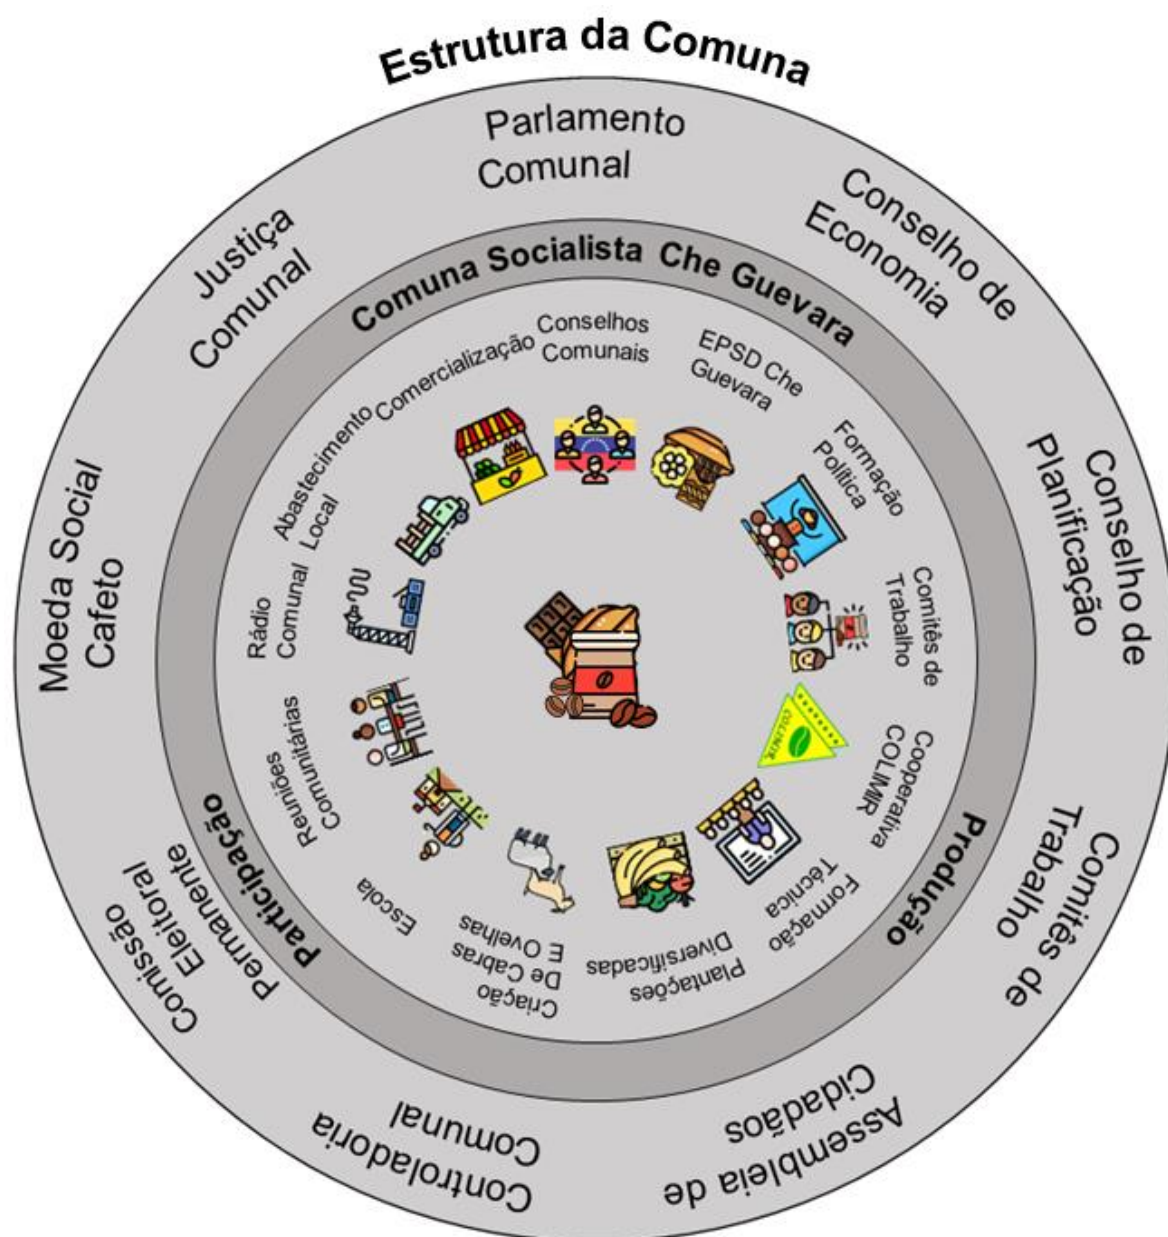 Estrutura da Comuna
Parlamento
Comunal
Conselho de
Economia
Conselho de
Planificação
Comitês de
Trabalho
Assembleia de
Cidadãos
Controladoria
Comunal
Comissão
Eleitoral
Permanente
Moeda Social
Cafeto
Justiça
Comunal
Comuna Socialista Che Guevara
Produção
Participação
Conselhos
Comunais
EPSD Che
Guevara
Formação
Política
Comitês de
Trabalho
Cooperativa
COLIMIR
COLIMIR
Formação
Técnica
Plantações
Diversificadas
Criação
De Cabras
E Ovelhas
Escola
Reuniões
Comunitárias
Rádio
Comunal
Abastecimento
Local
Comercialização